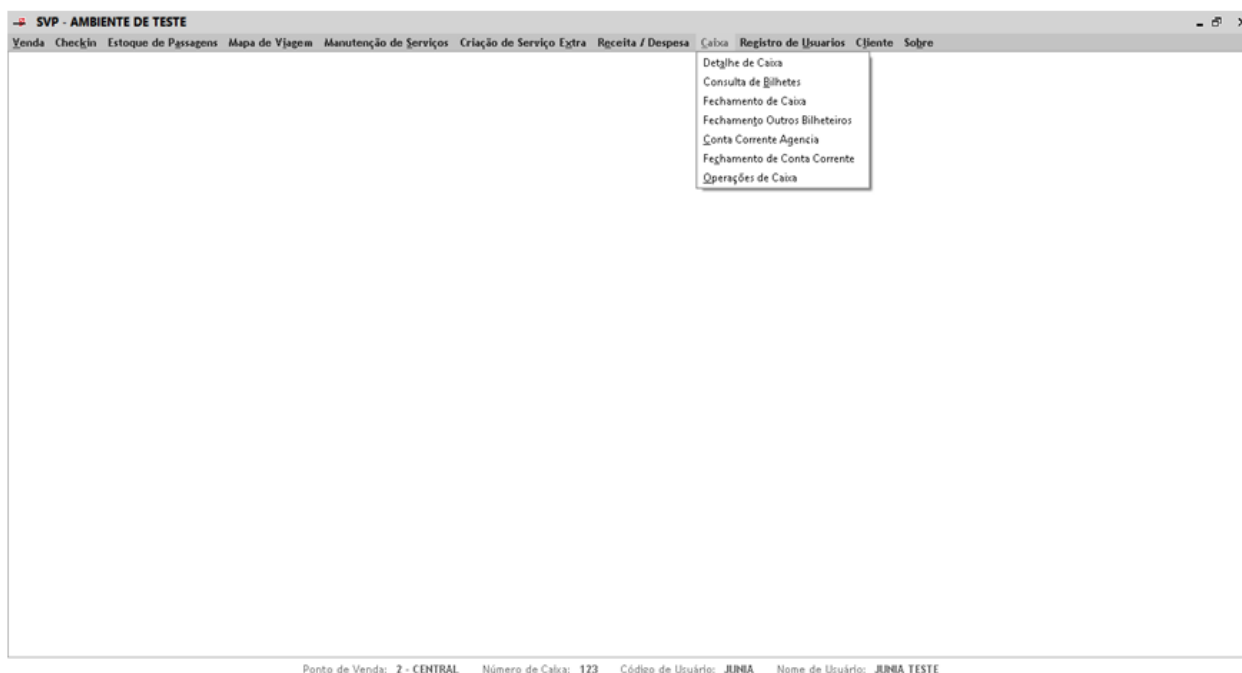 SVP - AMBIENTE DE TESTE
Venda Checkin Estoque de Passagens Mapa de Viagem Manutenção de Serviços Criação de Serviço Extra Receita / Despesa Caixa Registro de Usuarios Cliente Sobre
Detalhe de Caixa
Consulta de Bilhetes
Fechamento de Caixa
Fechamento Outros Bilheteiros
Conta Corrente Agencia
Fechamento de Conta Corrente
Operações de Caixa
Ponto de Venda: 2 - CENTRAL Número de Caixa: 123 Código de Usuário: JUNIA Nome de Usuário: JUNIA TESTE